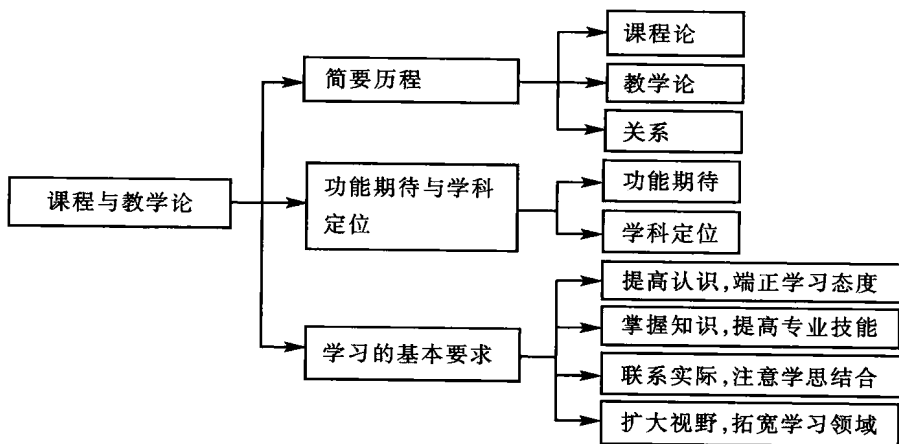 课程与教学论
简要历程
课程论
教学论
关系
功能期待与学科
定位
功能期待
学科定位
学习的基本要求
提高认识,端正学习态度
掌握知识,提高专业技能
联系实际,注意学思结合
扩大视野,拓宽学习领域